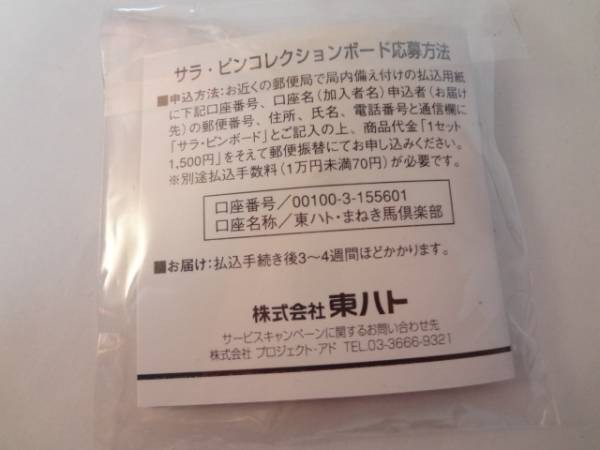 サラ・ピンコレクションボード応募方法
■申込方法:お近くの郵便局で局内備え付けの払込用紙
に下記口座番号、口座名(加入者名)申込者(お届け
先)の郵便番号、住所、氏名、電話番号と通信欄に
「サラ・ピンボード」とご記入の上、商品代金「1セット
1,500円」をそえて郵便振替にてお申し込みください。
※別途払込手数料(1万円未満70円)が必要です。
口座番号/00100-3-155601
口座名称/東ハト・まねき馬倶楽部
■お届け:払込手続き後3〜4週間ほどかかります。
株式会社 東ハト
サービスキャンペーンに関するお問い合わせ先
株式会社 プロジェクト・アド TEL.03-3666-9321